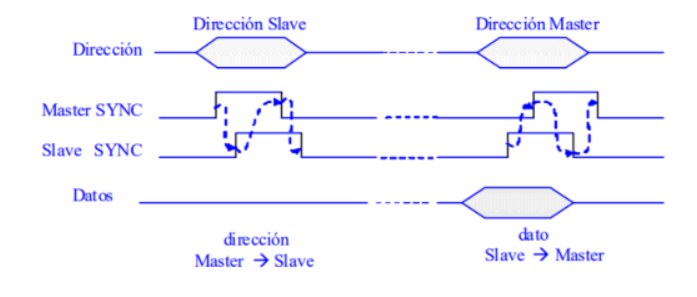 Dirección Slave
Dirección Master
Dirección
Master SYNC
Slave SYNC
Datos
dirección
Master → Slave
dato
Slave → Master